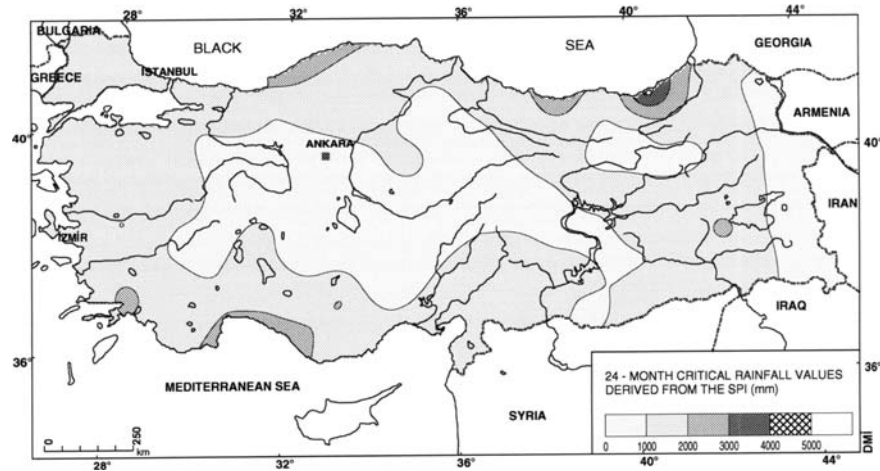 28° 32° 36° 40° 44°
BULGARIA
BLACK SEA GEORGIA
GREECE
İSTANBUL
ARMENIA
40° 40°
ANKARA
IRAN
İZMİR
IRAQ
36° 36°
24 - MONTH CRITICAL RAINFALL VALUES
DERIVED FROM THE SPI (mm)
MEDITERRANEAN SEA
SYRIA
0 1000 2000 3000 4000 5000
DMI
0 250
km
28° 32° 36° 40° 44°